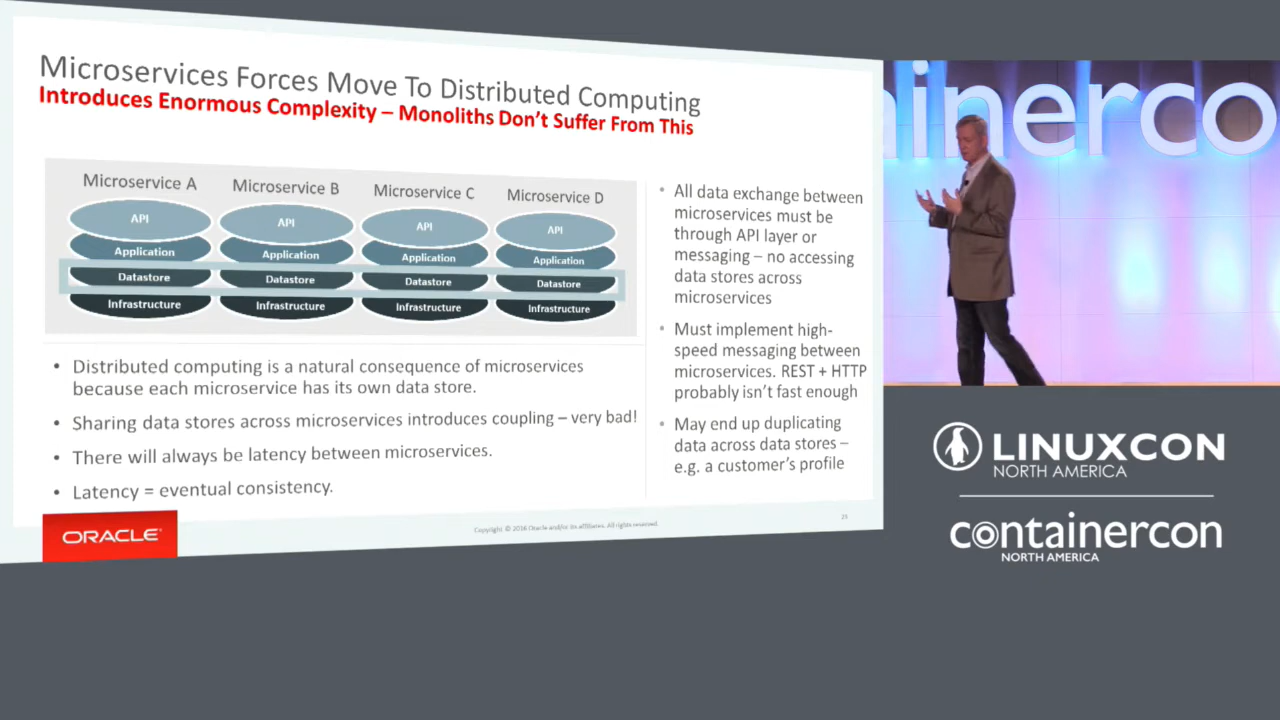 Microservices Forces Move To Distributed Computing
Introduces Enormous Complexity – Monoliths Don't Suffer From This
Microservice A
Microservice B
Microservice C
Microservice D
API
API
API
API
Application
Application
Application
Application
Datastore
Datastore
Datastore
Datastore
Infrastructure
Infrastructure
Infrastructure
Infrastructure
• Distributed computing is a natural consequence of microservices
because each microservice has its own data store.
• Sharing data stores across microservices introduces coupling – very bad!
• There will always be latency between microservices.
• Latency = eventual consistency.
• All data exchange between
microservices must be
through API layer or
messaging – no accessing
data stores across
microservices
• Must implement high-
speed messaging between
microservices. REST + HTTP
probably isn't fast enough
• May end up duplicating
data across data stores –
e.g. a customer's profile
ORACLE
Copyright © 2016 Oracle and/or its affiliates. All rights reserved.
ainerco
LINUXCON
NORTH AMERICA
containercon
NORTH AMERICA